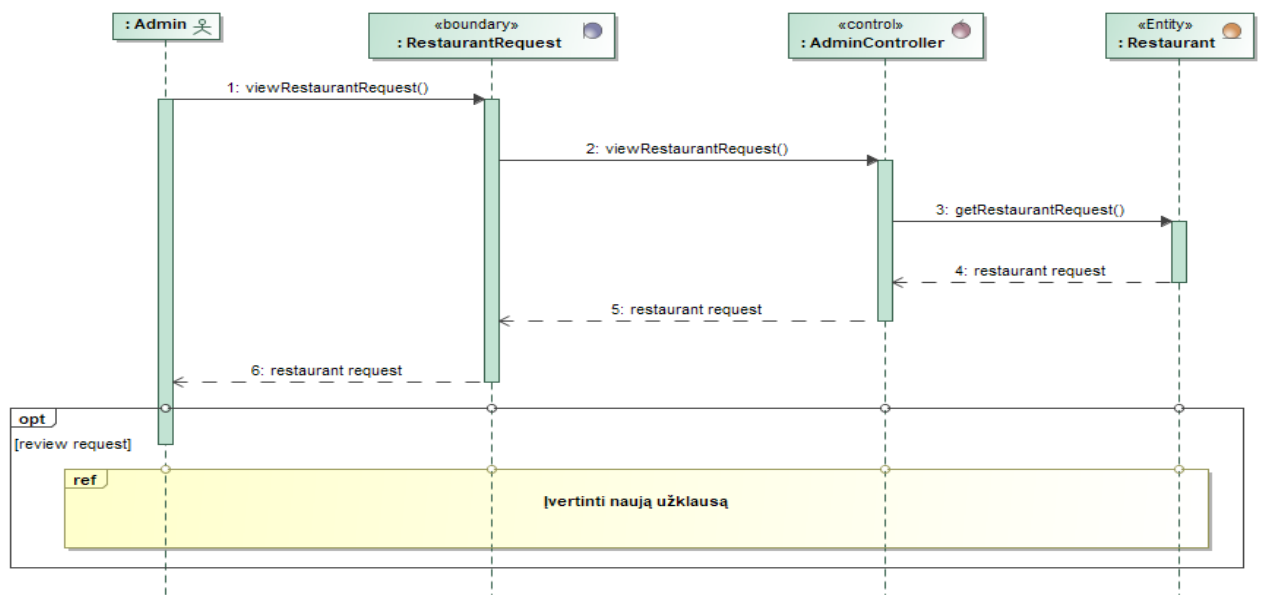 : Admin
«boundary»
: RestaurantRequest
«control»
: AdminController
«Entity»
: Restaurant
1: viewRestaurantRequest()
2: viewRestaurantRequest()
3: getRestaurantRequest()
4: restaurant request
5: restaurant request
6: restaurant request
opt
[review request]
ref
Įvertinti naują užklausą